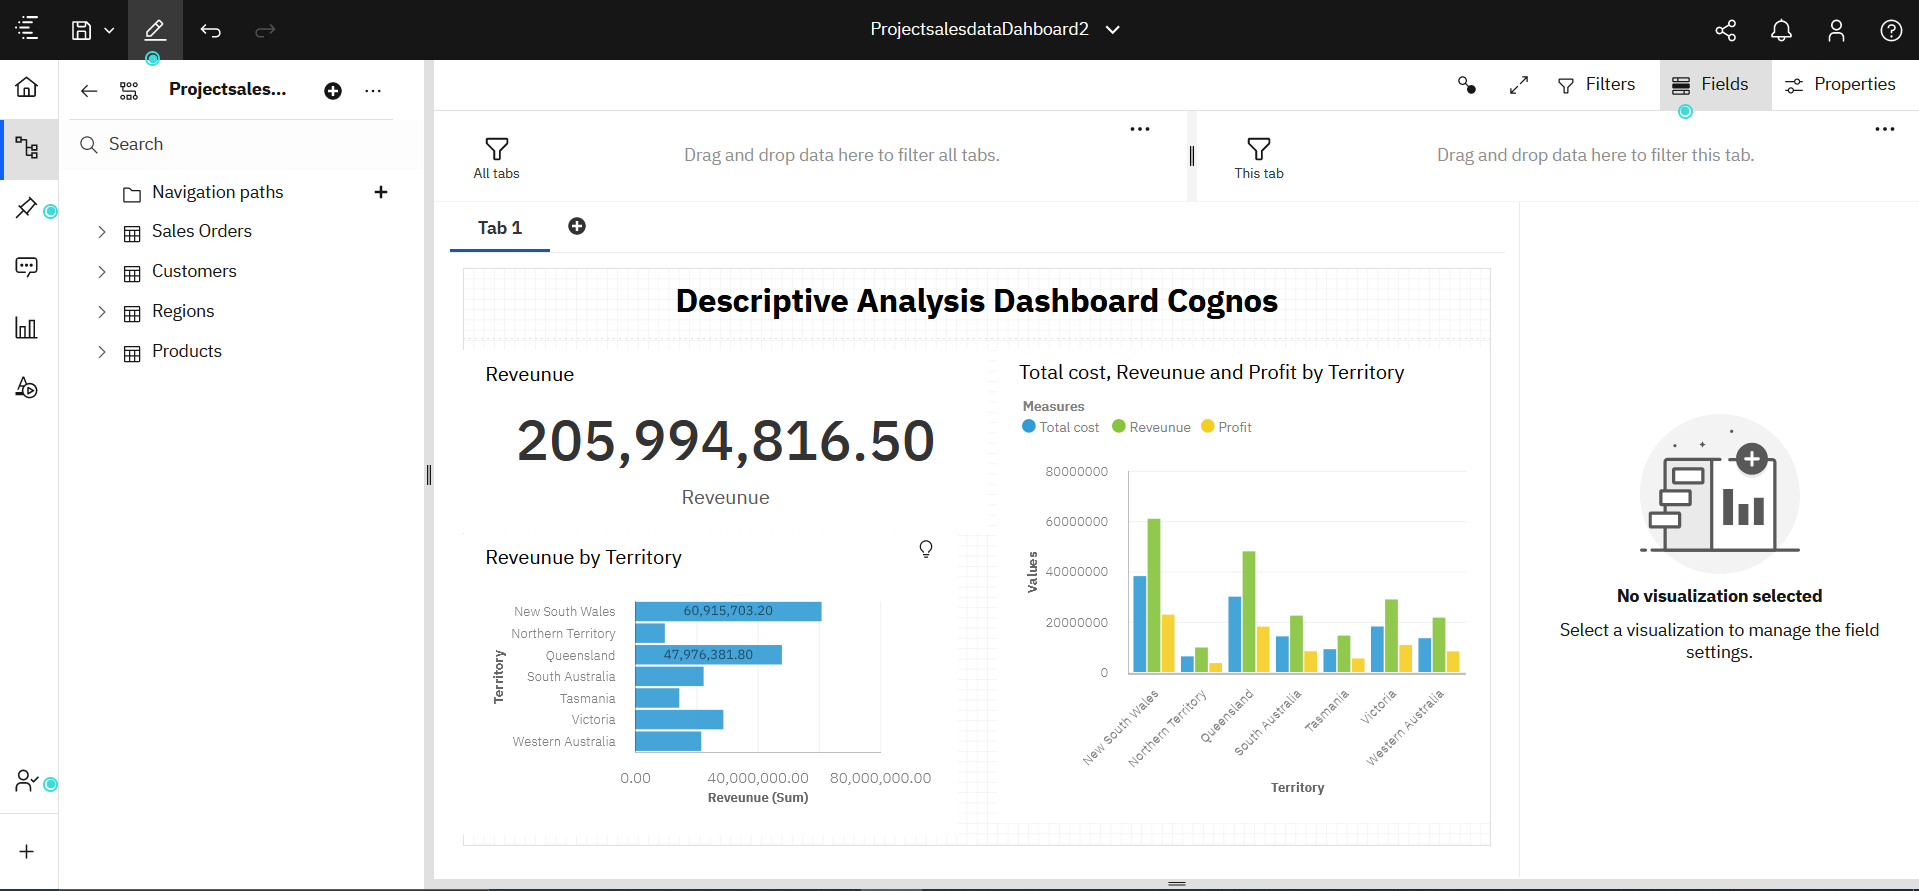 ProjectsalesdataDahboard2
Projectsales...
Search
Navigation paths
Sales Orders
Customers
Regions
Products
Filters
Fields
Properties
All tabs
Drag and drop data here to filter all tabs.
This tab
Drag and drop data here to filter this tab.
Tab 1
Descriptive Analysis Dashboard Cognos
Reveunue
205,994,816.50
Reveunue
Reveunue by Territory
Territory
New South Wales
60,915,703.20
Northern Territory
Queensland
47,976,381.80
South Australia
Tasmania
Victoria
Western Australia
0.00
40,000,000.00
80,000,000.00
Reveunue (Sum)
Total cost, Reveunue and Profit by Territory
Measures
Total cost
Reveunue
Profit
Values
80000000
60000000
40000000
20000000
0
New South Wales
Northern Territory
Queensland
South Australia
Tasmania
Victoria
Western Australia
Territory
No visualization selected
Select a visualization to manage the field
settings.